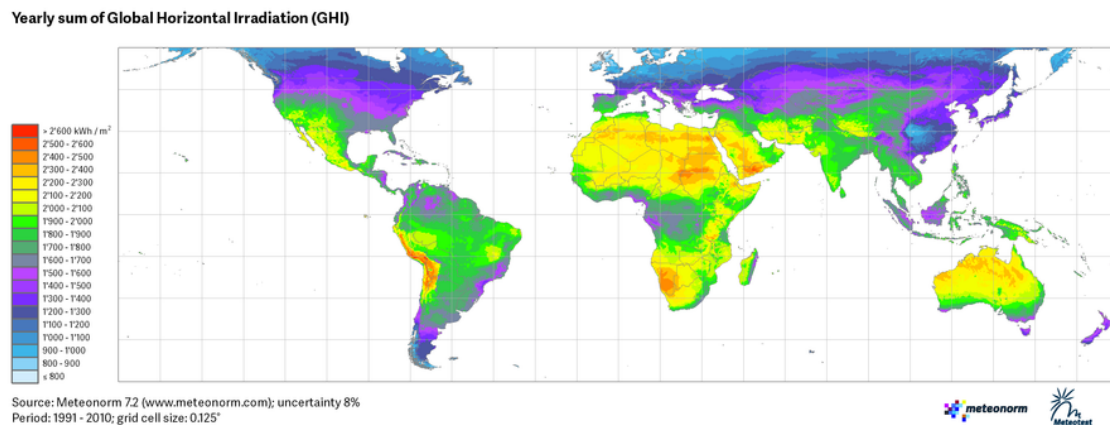 Yearly sum of Global Horizontal Irradiation (GHI)
> 2'600 kWh / m²
2'500 - 2'600
2'400 - 2'500
2'300 - 2'400
2'200 - 2'300
2'100 - 2'200
2'000 - 2'100
1'900 - 2'000
1'800 - 1'900
1'700 - 1'800
1'600 - 1'700
1'500 - 1'600
1'400 - 1'500
1'300 - 1'400
1'200 - 1'300
1'100 - 1'200
1'000 - 1'100
900 - 1'000
800 - 900
≤ 800
Source: Meteonorm 7.2 (www.meteonorm.com); uncertainty 8%
Period: 1991 - 2010; grid cell size: 0.125°
meteonorm
Meteotest